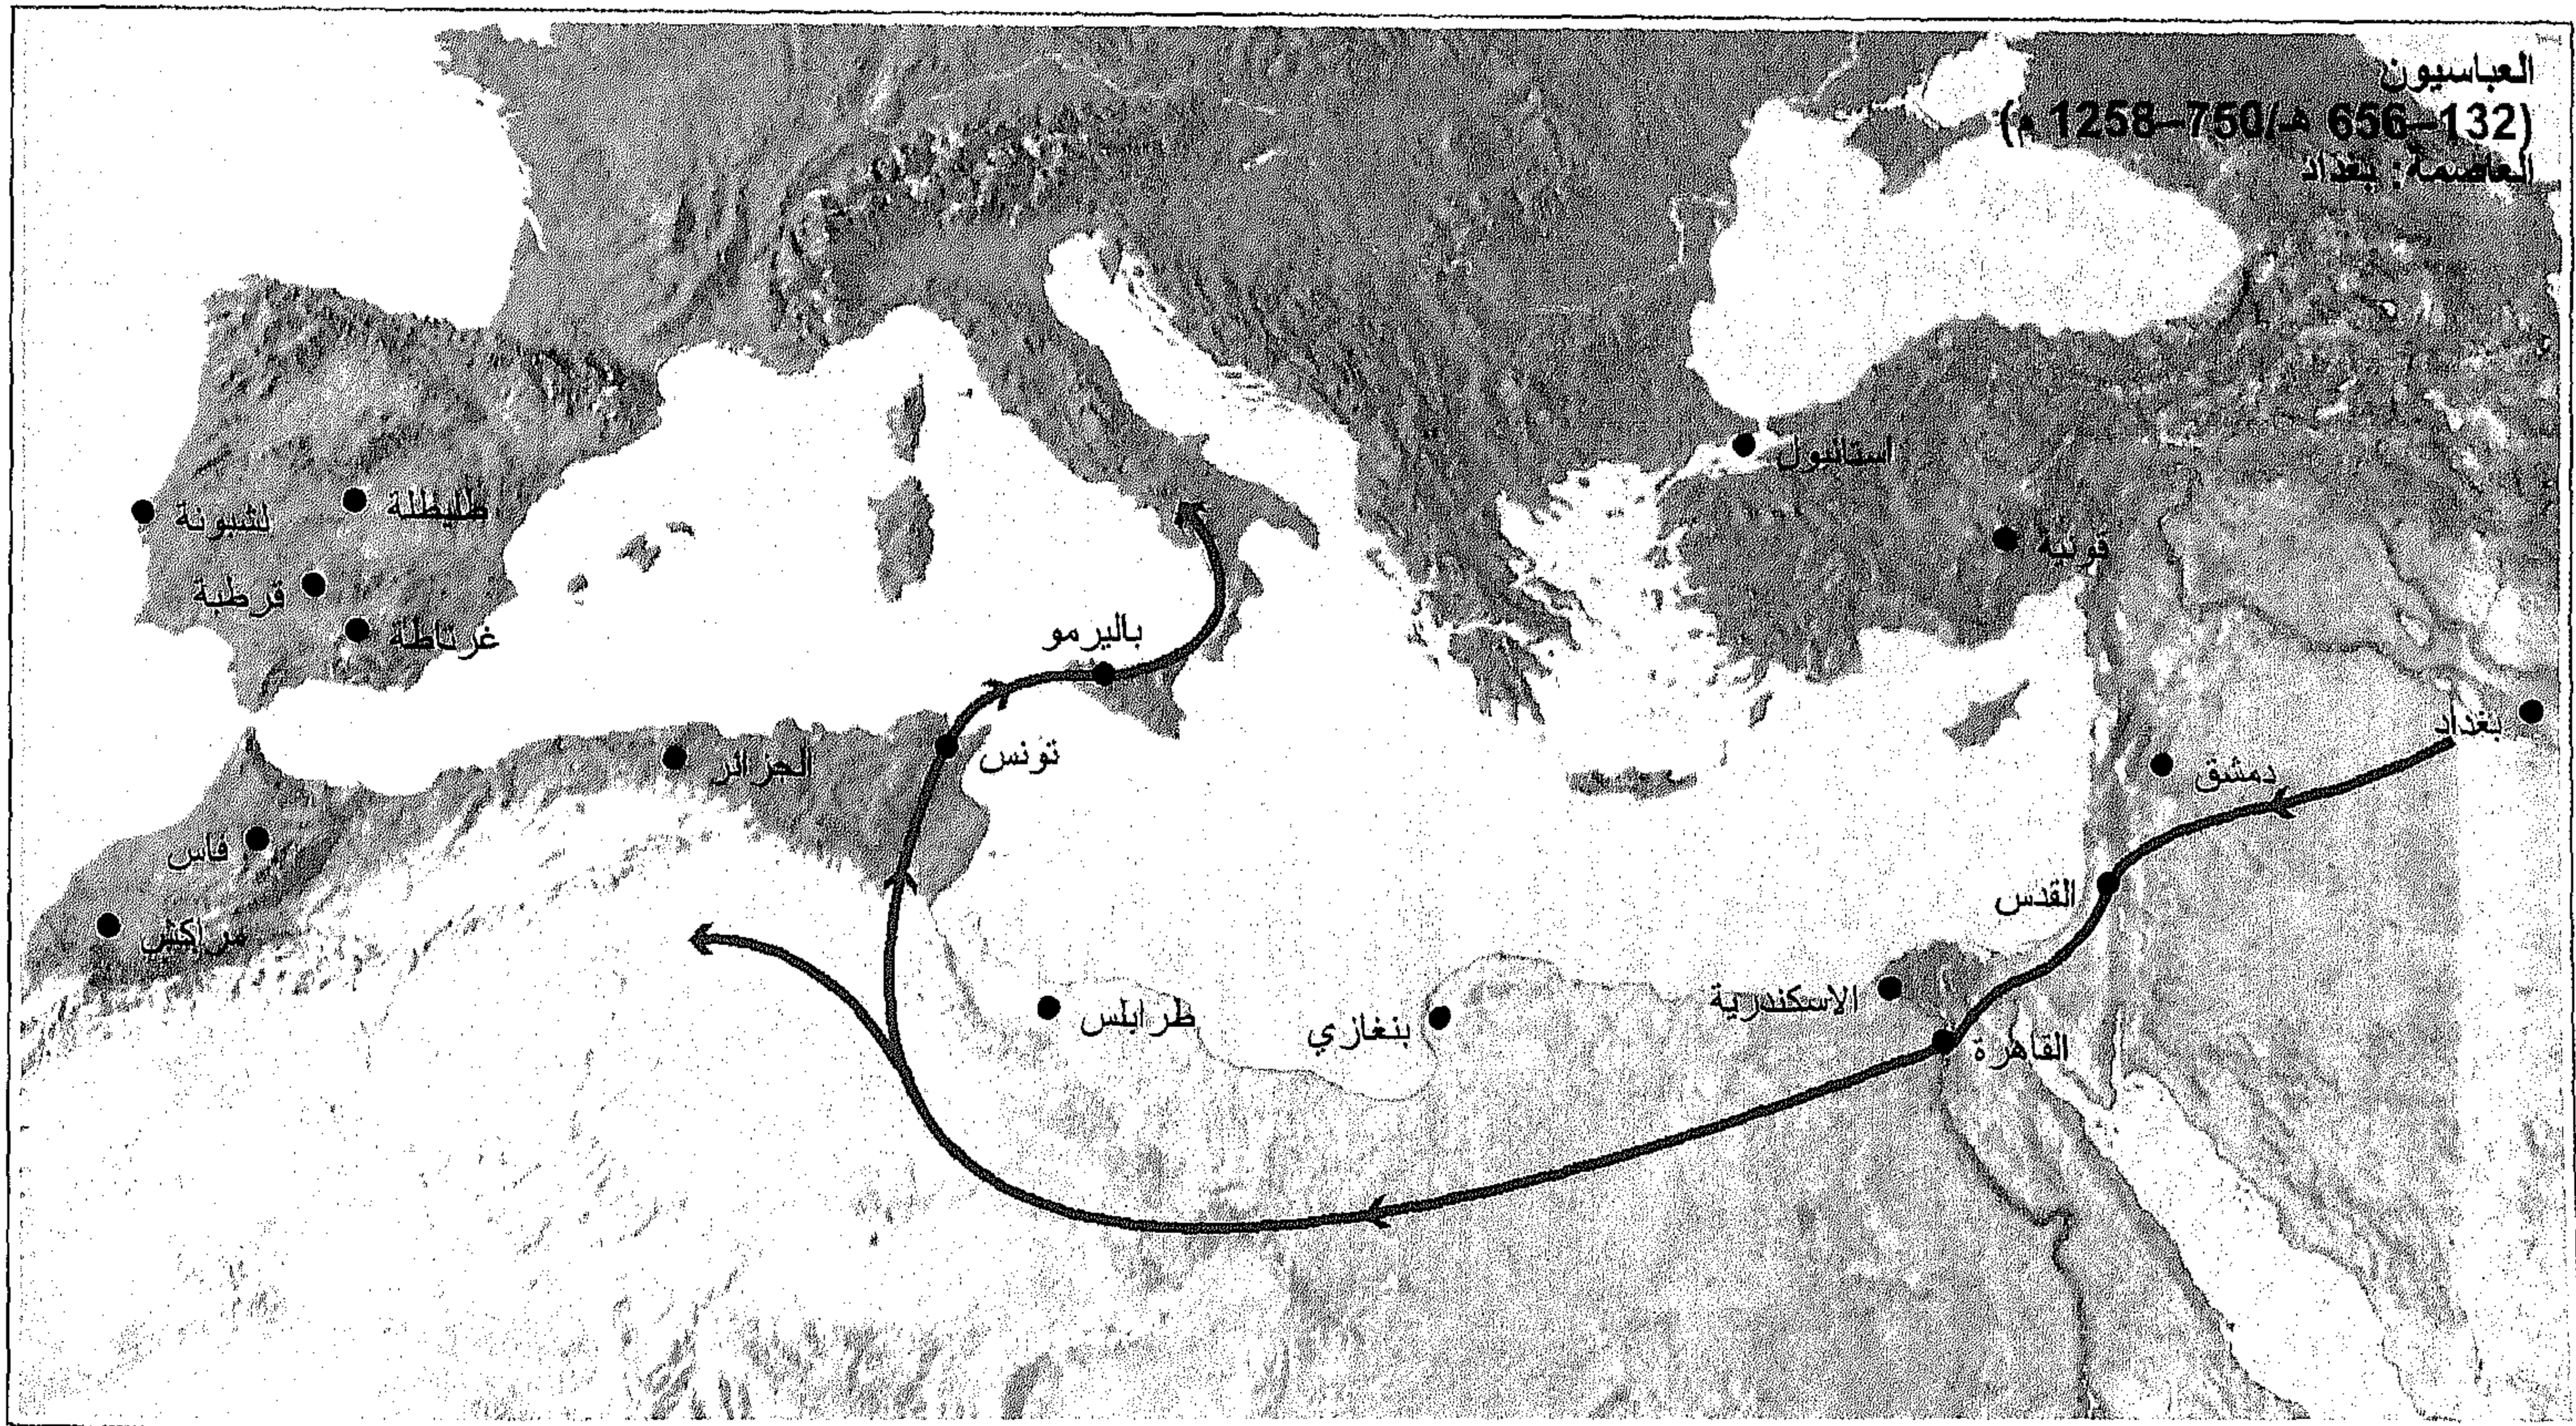 العباسيون
(132–656 هـ/750–1258 م)
العاصمة: بغداد
استانبول
لشبونة
طليطلة
قونية
قرطبة
غرناطة
باليرمو
بغداد
تونس
الجزائر
دمشق
فاس
القدس
مراكش
الاسكندرية
طرابلس
بنغازي
القاهرة